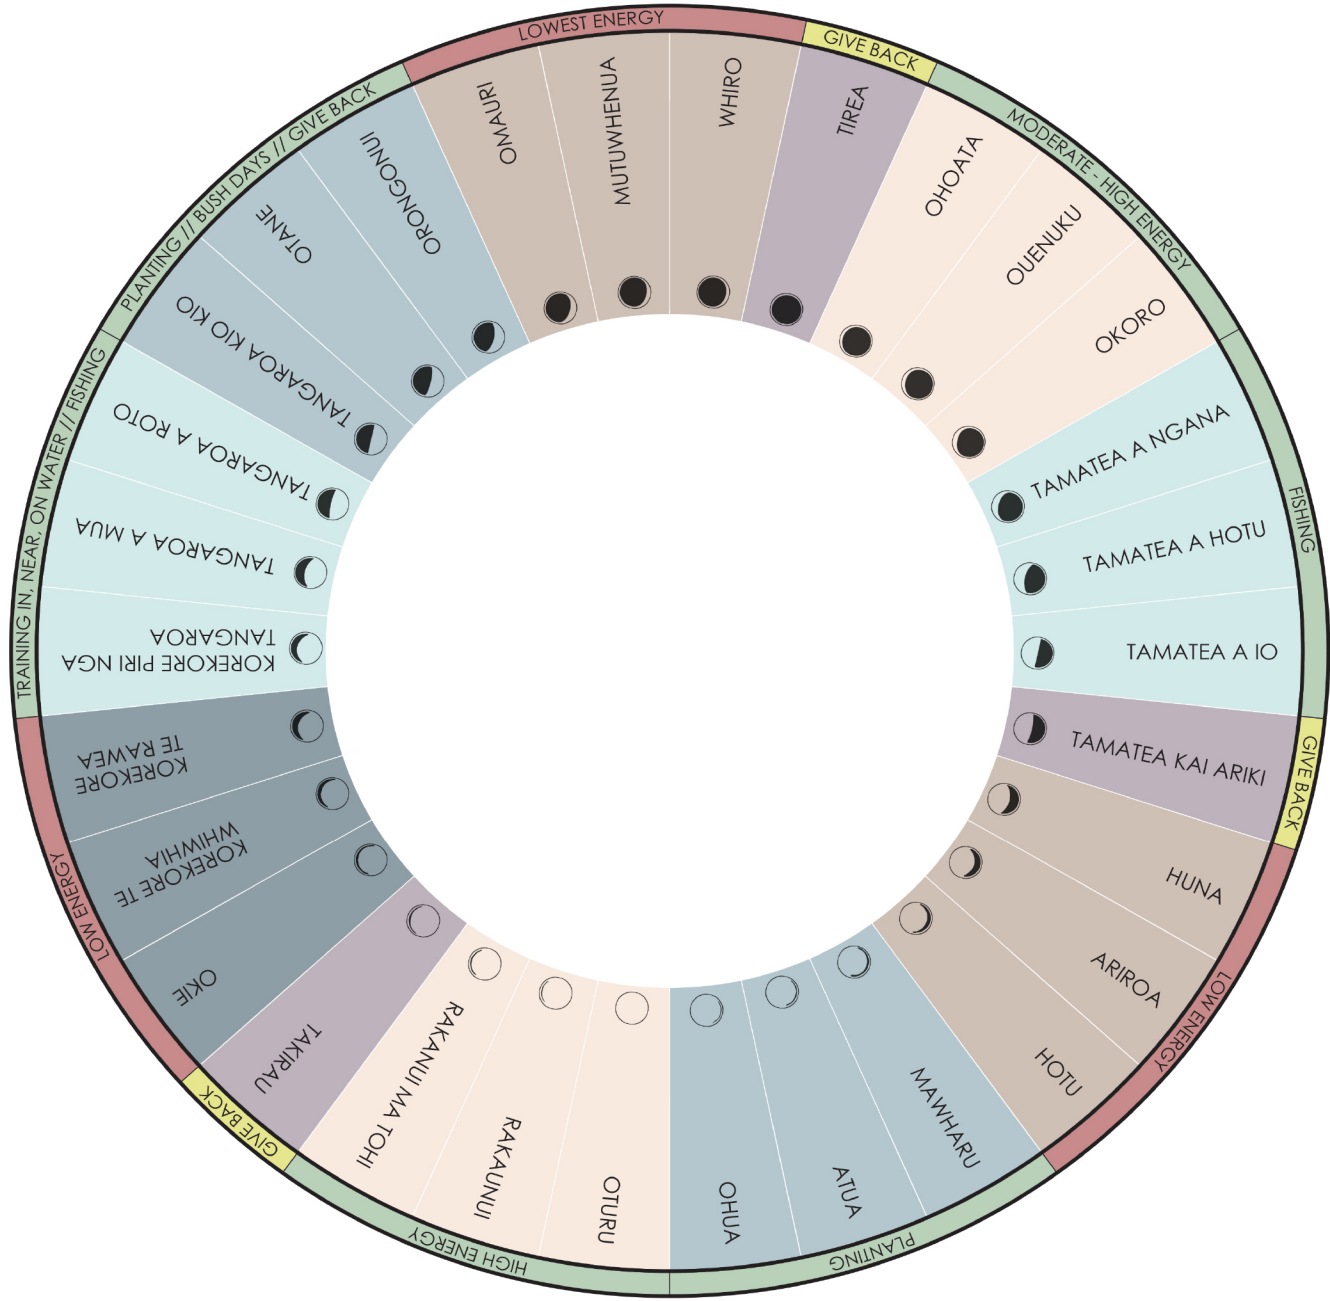 LOWEST ENERGY
GIVE BACK
MODERATE - HIGH ENERGY
FISHING
GIVE BACK
LOW ENERGY
PLANTING
HIGH ENERGY
GIVE BACK
LOW ENERGY
TRAINING IN, NEAR, ON WATER // FISHING
PLANTING // BUSH DAYS // GIVE BACK
OMAURI
MUTUWHENUA
WHIRO
TIREA
OHOATA
OUENUKU
OKORO
TAMATEA A NGANA
TAMATEA A HOTU
TAMATEA A IO
TAMATEA KAI ARIKI
HUNA
ARIROA
HOTU
MAWHARU
ATUA
OHUA
OTURU
RAKAUNUI
RAKANUI MA TOHI
TAKIRAU
OKIE
KOREKORE TE
WHIWHIA
KOREKORE
TE RAWEA
KOREKORE PIRI NGA
TANGAROA
TANGAROA A MUA
TANGAROA A ROTO
TANGAROA KIO KIO
OTANE
ORONGONUI